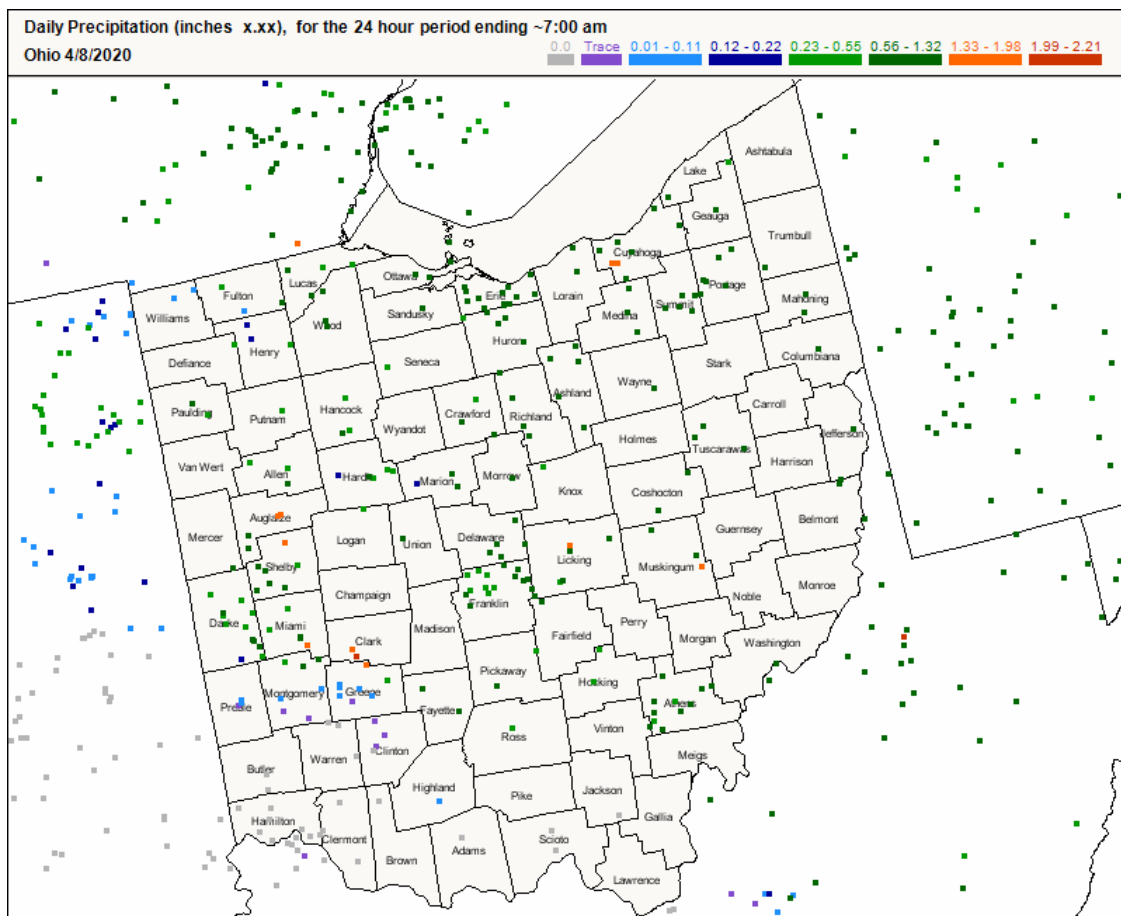 Daily Precipitation (inches x.xx), for the 24 hour period ending ~7:00 am
Ohio 4/8/2020
0.0 Trace 0.01 - 0.11 0.12 - 0.22 0.23 - 0.55 0.56 - 1.32 1.33 - 1.98 1.99 - 2.21
Ashtabula
Lake
Geauga
Trumbull
Cuyahoga
Ottawa
Lucas
Fulton
Erie
Lorain
Portage
Mahoning
Williams
Wood
Sandusky
Medina
Summit
Huron
Henry
Defiance
Seneca
Stark
Columbiana
Wayne
Ashland
Paulding
Putnam
Hancock
Crawford
Richland
Carroll
Wyandot
Holmes
Jefferson
Tuscarawas
Harrison
Van Wert
Allen
Hardin
Marion
Morrow
Knox
Coshocton
Auglaize
Mercer
Logan
Union
Delaware
Guernsey
Belmont
Licking
Muskingum
Shelby
Champaign
Franklin
Noble
Monroe
Darke
Miami
Madison
Clark
Fairfield
Perry
Morgan
Washington
Pickaway
Hocking
Preble
Montgomery
Greene
Fayette
Athens
Ross
Vinton
Clinton
Warren
Meigs
Butler
Highland
Pike
Jackson
Gallia
Hamilton
Clermont
Scioto
Adams
Brown
Lawrence